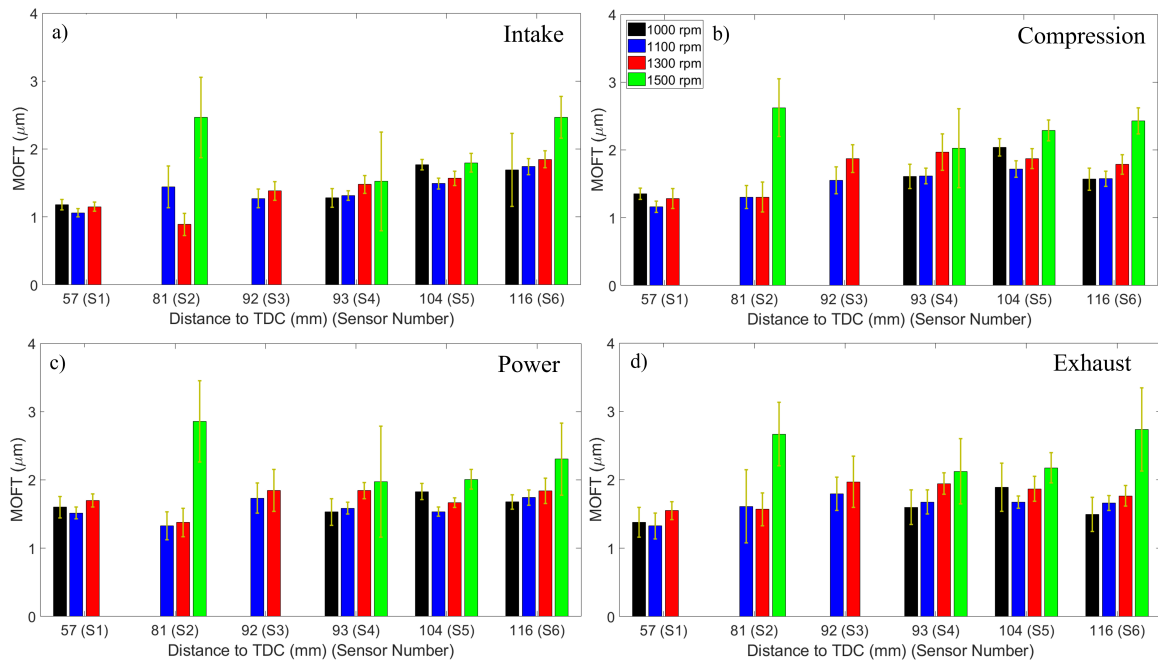 a)
Intake
MOFT (μm)
4
3
2
1
0
57 (S1) 81 (S2) 92 (S3) 93 (S4) 104 (S5) 116 (S6)
Distance to TDC (mm) (Sensor Number)
b)
Compression
1000 rpm
1100 rpm
1300 rpm
1500 rpm
MOFT (μm)
4
3
2
1
0
57 (S1) 81 (S2) 92 (S3) 93 (S4) 104 (S5) 116 (S6)
Distance to TDC (mm) (Sensor Number)
c)
Power
MOFT (μm)
4
3
2
1
0
57 (S1) 81 (S2) 92 (S3) 93 (S4) 104 (S5) 116 (S6)
Distance to TDC (mm) (Sensor Number)
d)
Exhaust
MOFT (μm)
4
3
2
1
0
57 (S1) 81 (S2) 92 (S3) 93 (S4) 104 (S5) 116 (S6)
Distance to TDC (mm) (Sensor Number)